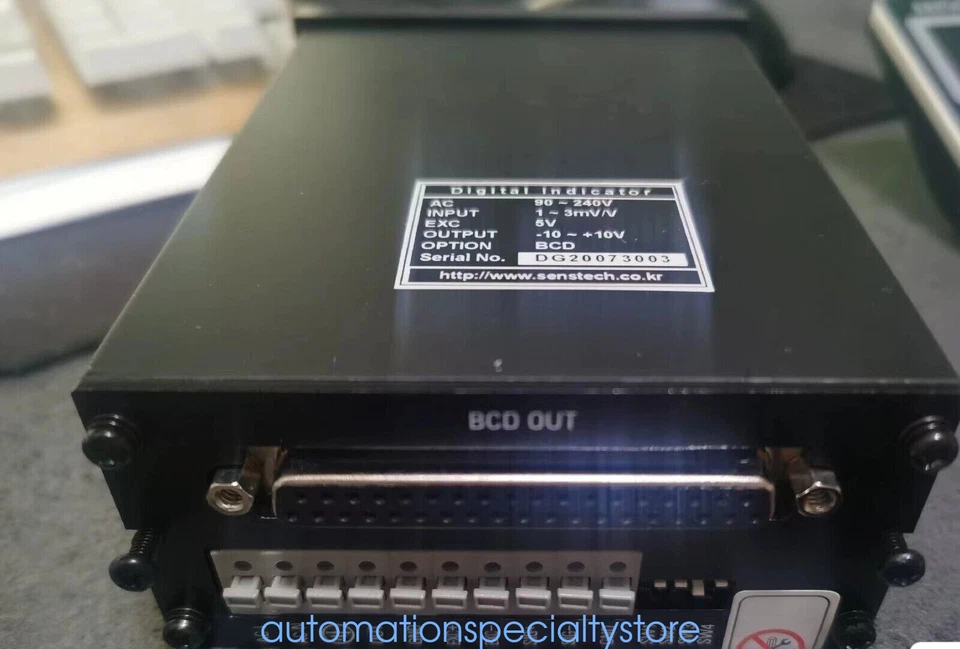 Digital Indicator
AC 90 ~ 240V
INPUT 1 ~ 3mV/V
EXC 5V
OUTPUT -10 ~ +10V
OPTION BCD
Serial No. DG20073003
http://www.senstech.co.kr
BCD OUT
automationspecialtystore